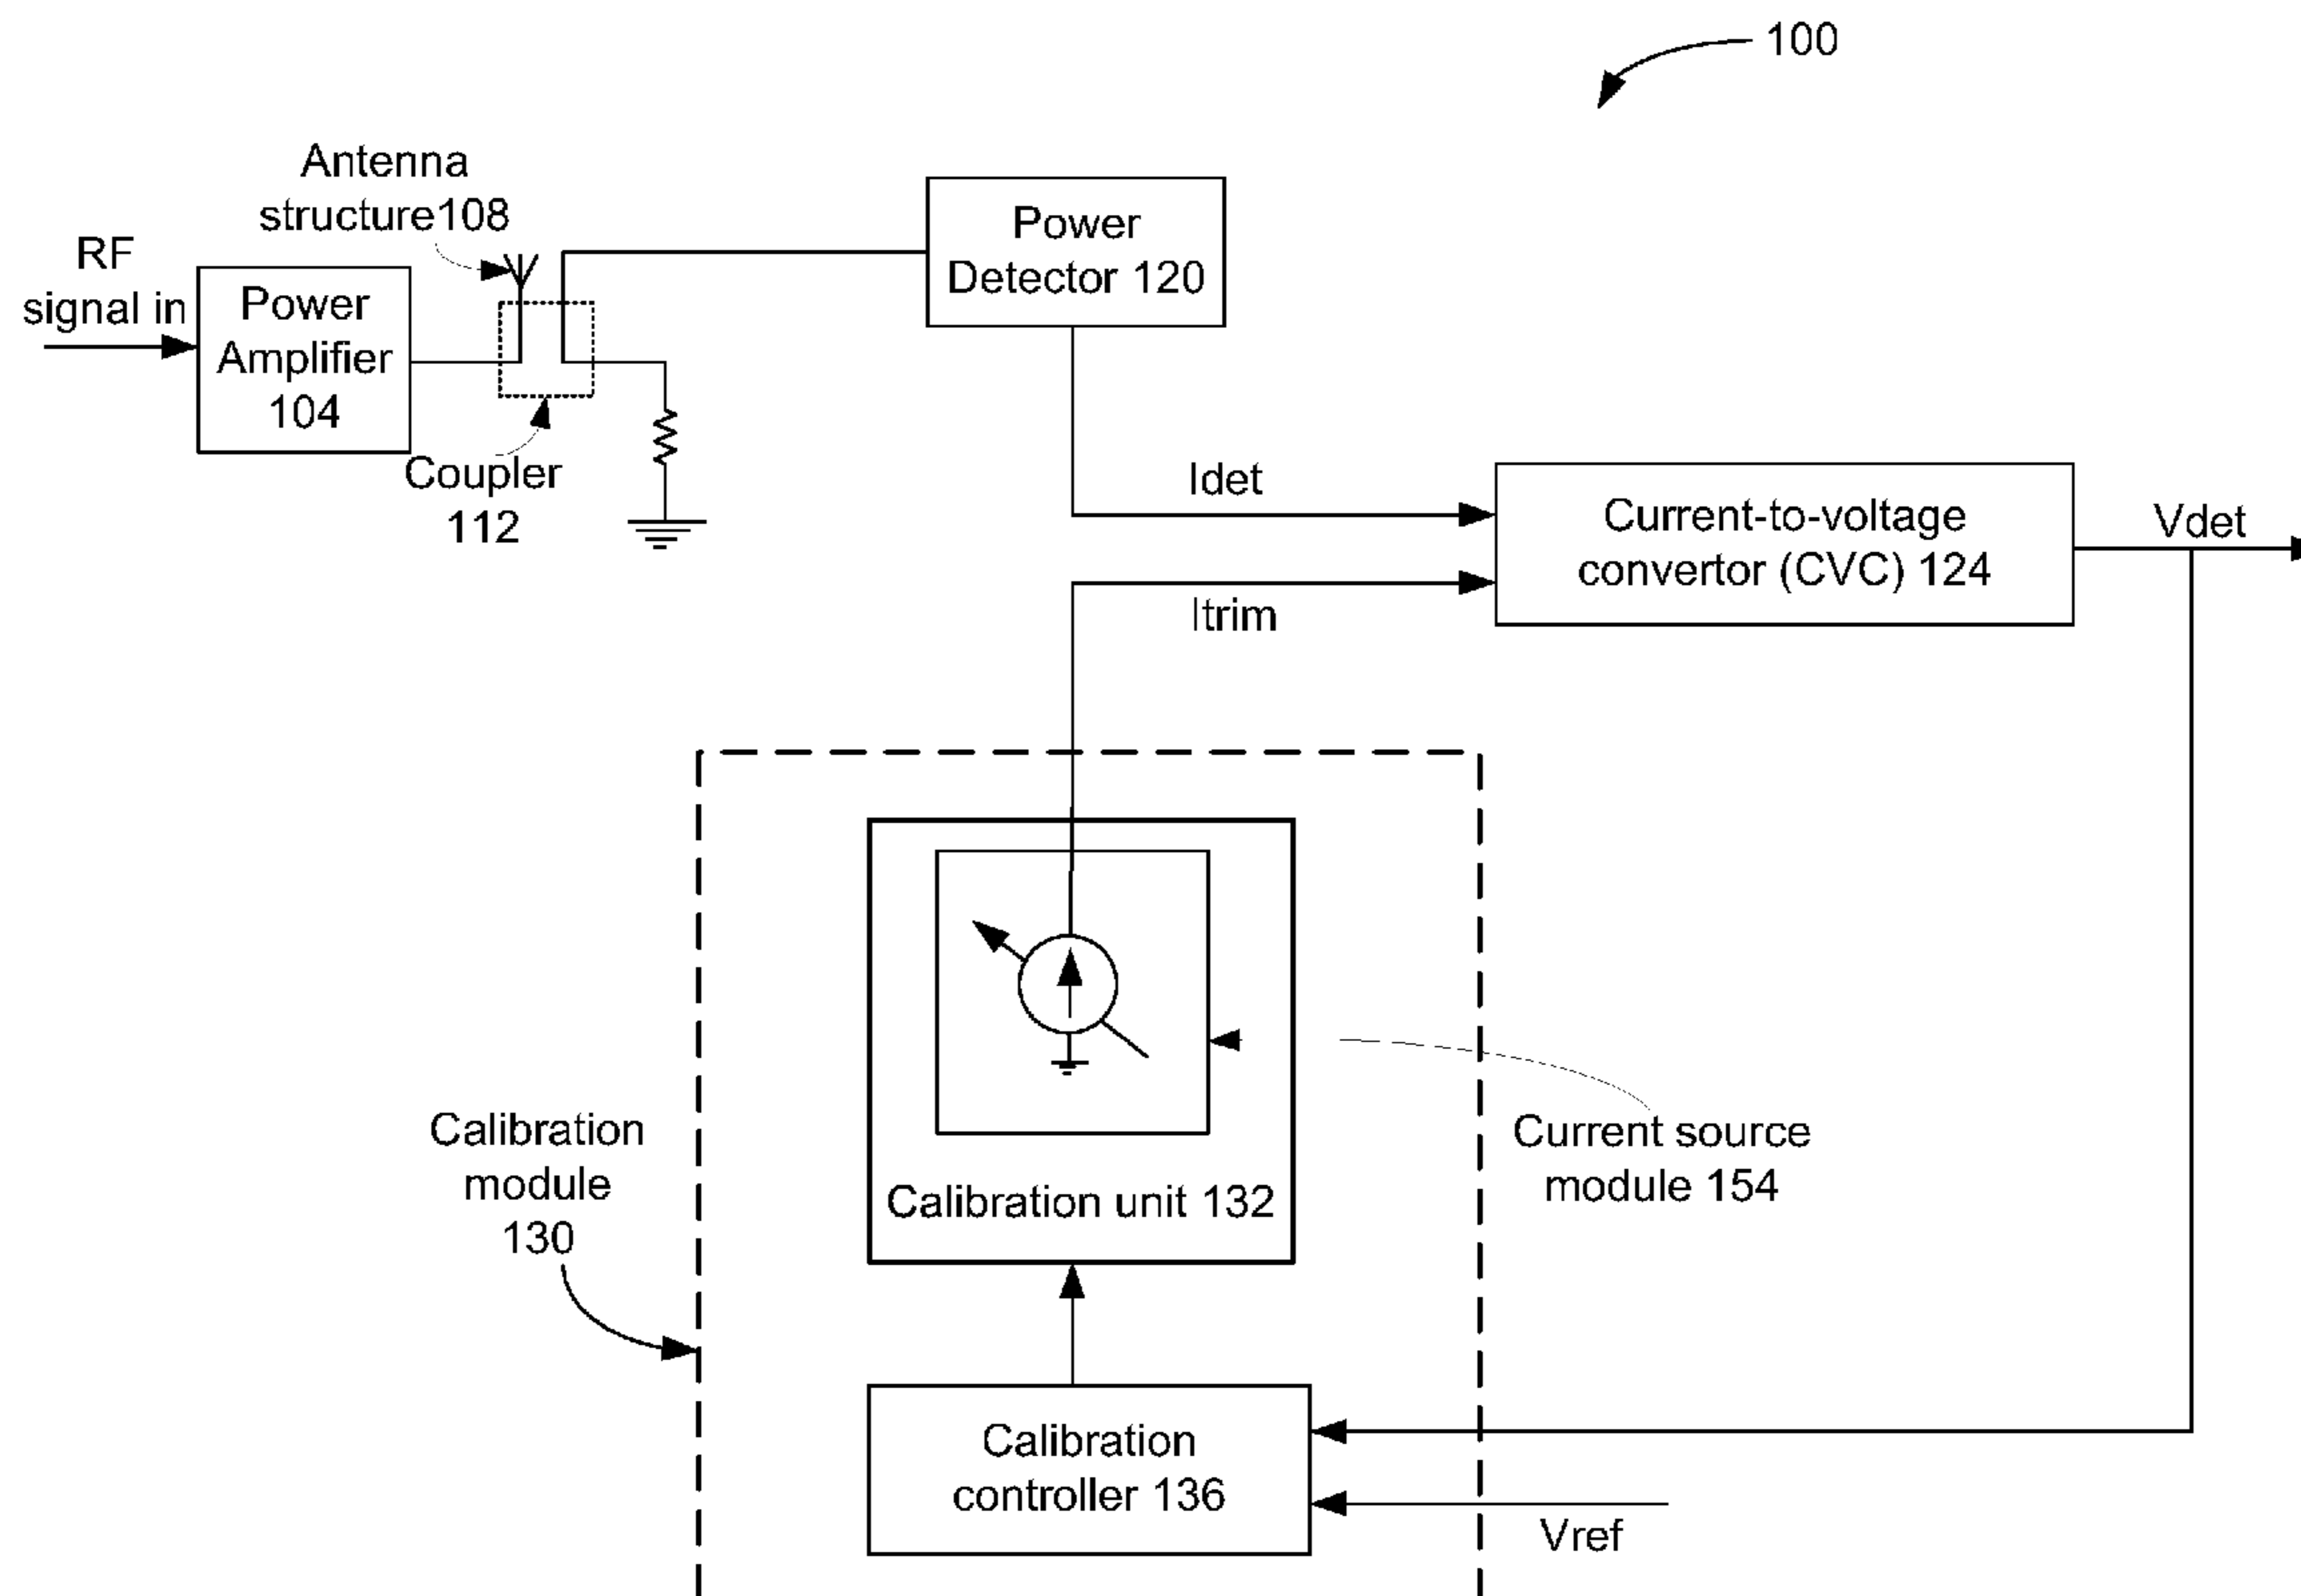 100
Antenna
structure108
RF
signal in
Power
Amplifier
104
Coupler
112
Power
Detector 120
Idet
Itrim
Current-to-voltage
convertor (CVC) 124
Vdet
Calibration
module
130
Calibration unit 132
Current source
module 154
Calibration
controller 136
Vref